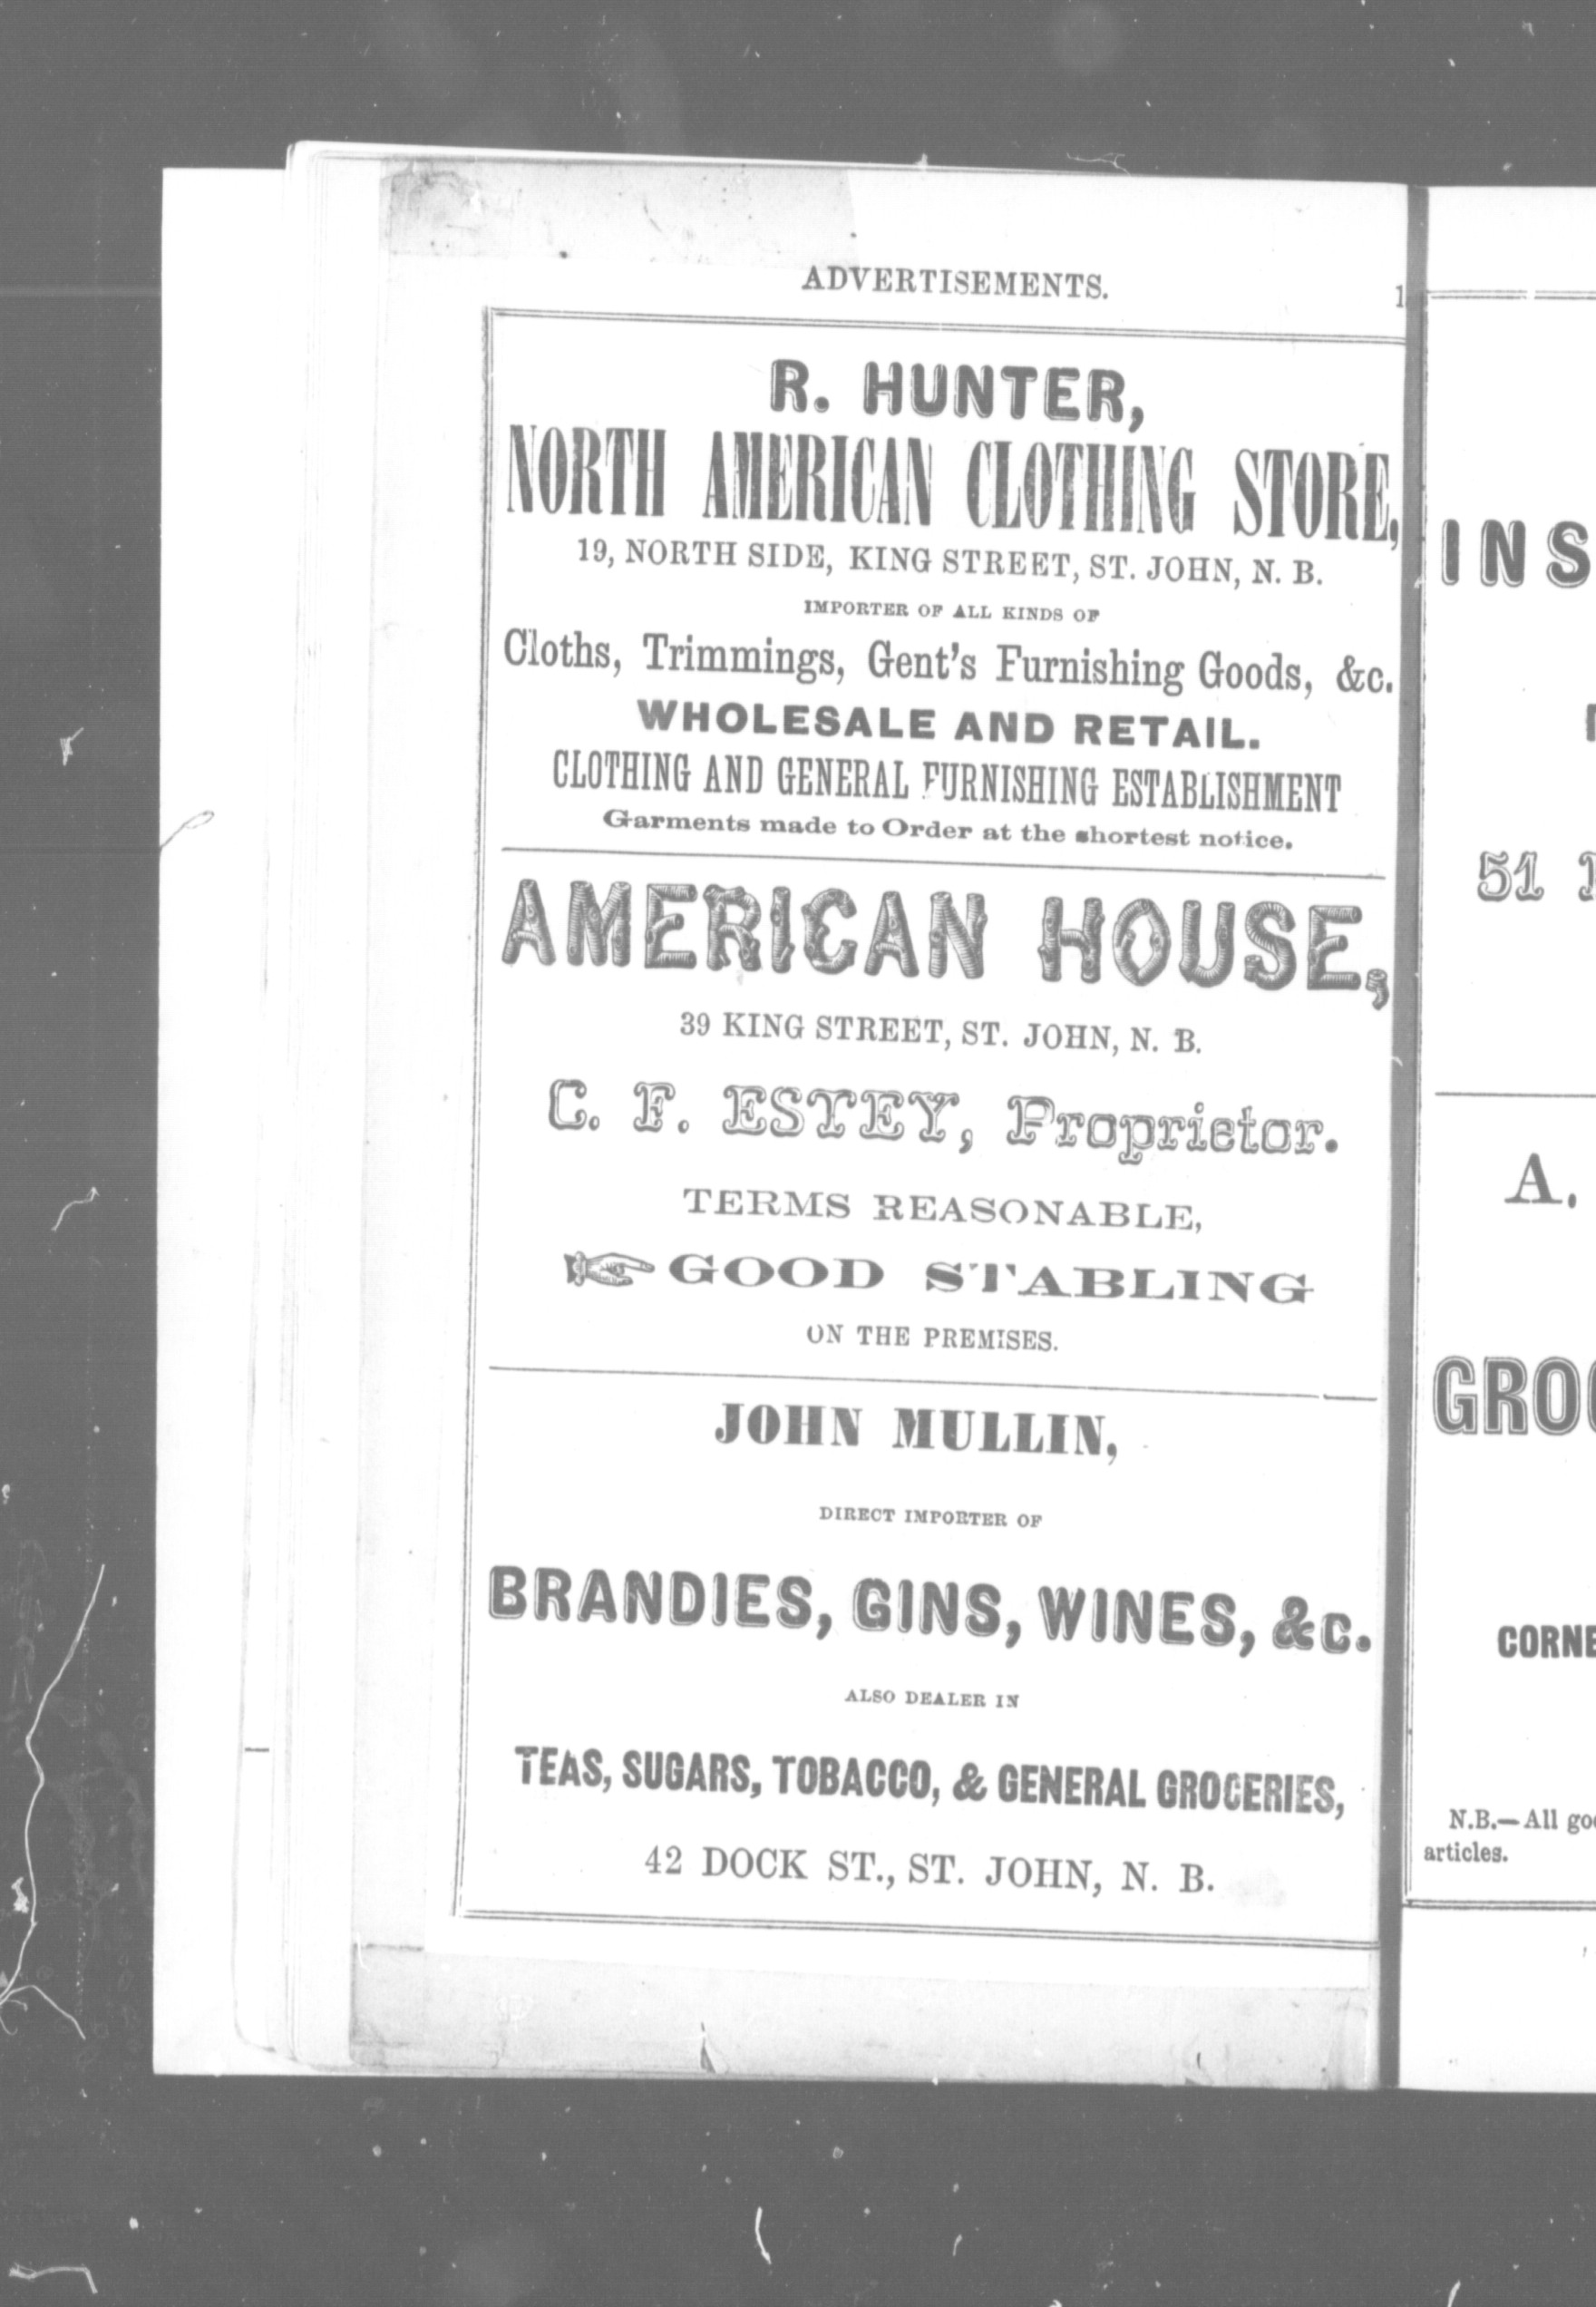 ADVERTISEMENTS.
R. HUNTER,
NORTH AMERICAN CLOTHING STORE,
19, NORTH SIDE, KING STREET, ST. JOHN, N. B.
IMPORTER OF ALL KINDS OF
Cloths, Trimmings, Gent's Furnishing Goods, &c.
WHOLESALE AND RETAIL.
CLOTHING AND GENERAL FURNISHING ESTABLISHMENT
Garments made to Order at the shortest notice.
AMERICAN HOUSE,
39 KING STREET, ST. JOHN, N. B.
C. F. ESTEY, Proprietor.
TERMS REASONABLE,
☞ GOOD STABLING
ON THE PREMISES.
JOHN MULLIN,
DIRECT IMPORTER OF
BRANDIES, GINS, WINES, &c.
ALSO DEALER IN
TEAS, SUGARS, TOBACCO, & GENERAL GROCERIES,
42 DOCK ST., ST. JOHN, N. B.
INS
51
A.
GRO
CORNE
N.B.—All goo
articles.